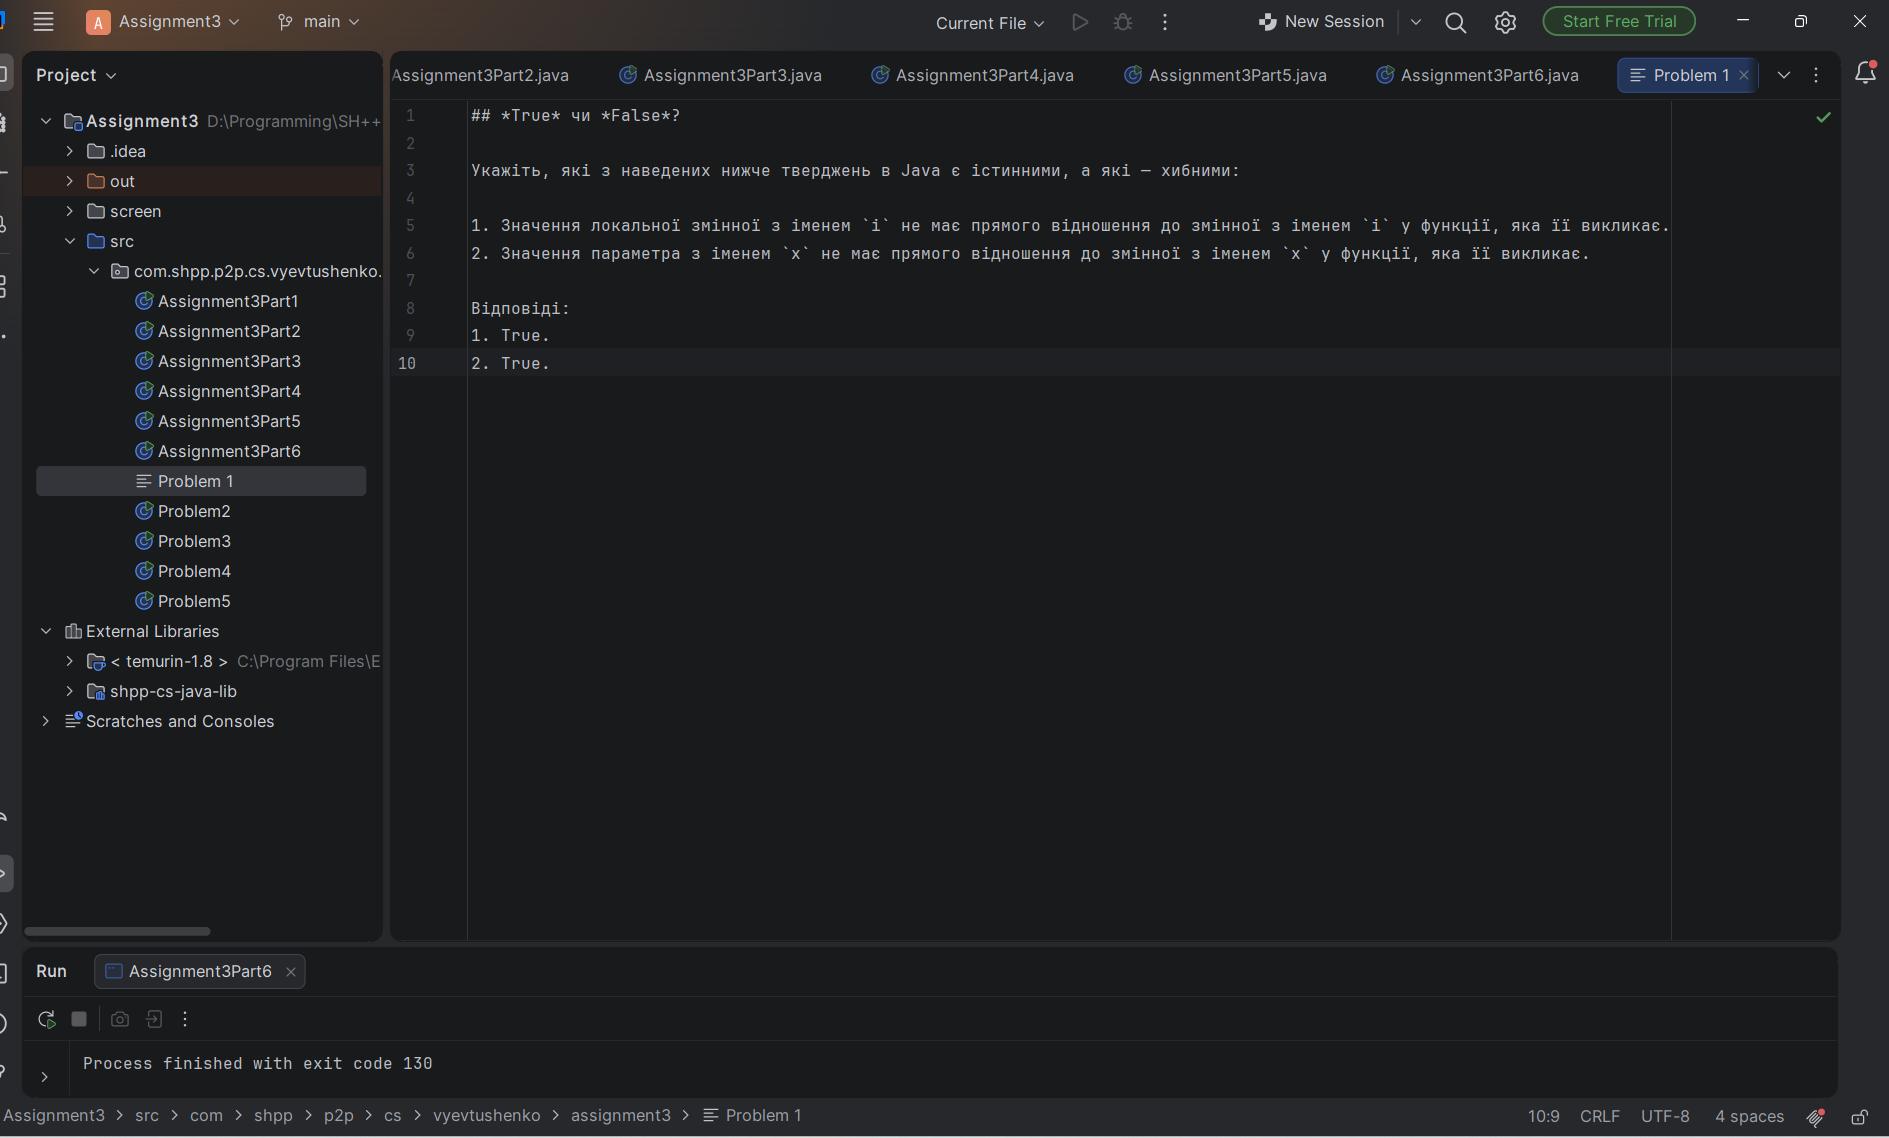 A Assignment3
main
Current File
New Session
Start Free Trial
Project
Assignment3Part2.java
Assignment3Part3.java
Assignment3Part4.java
Assignment3Part5.java
Assignment3Part6.java
Problem 1
Assignment3 D:\Programming\SH++
.idea
out
screen
src
com.shpp.p2p.cs.vyevtushenko.
Assignment3Part1
Assignment3Part2
Assignment3Part3
Assignment3Part4
Assignment3Part5
Assignment3Part6
Problem 1
Problem2
Problem3
Problem4
Problem5
External Libraries
< temurin-1.8 > C:\Program Files\E
shpp-cs-java-lib
Scratches and Consoles
1 ## *True* чи *False*?
2
3 Укажіть, які з наведених нижче тверджень в Java є істинними, а які — хибними:
4
5 1. Значення локальної змінної з іменем `i` не має прямого відношення до змінної з іменем `i` у функції, яка її викликає.
6 2. Значення параметра з іменем `x` не має прямого відношення до змінної з іменем `x` у функції, яка її викликає.
7
8 Відповіді:
9 1. True.
10 2. True.
Run
Assignment3Part6
Process finished with exit code 130
Assignment3 > src > com > shpp > p2p > cs > vyevtushenko > assignment3 > Problem 1
10:9 CRLF UTF-8 4 spaces